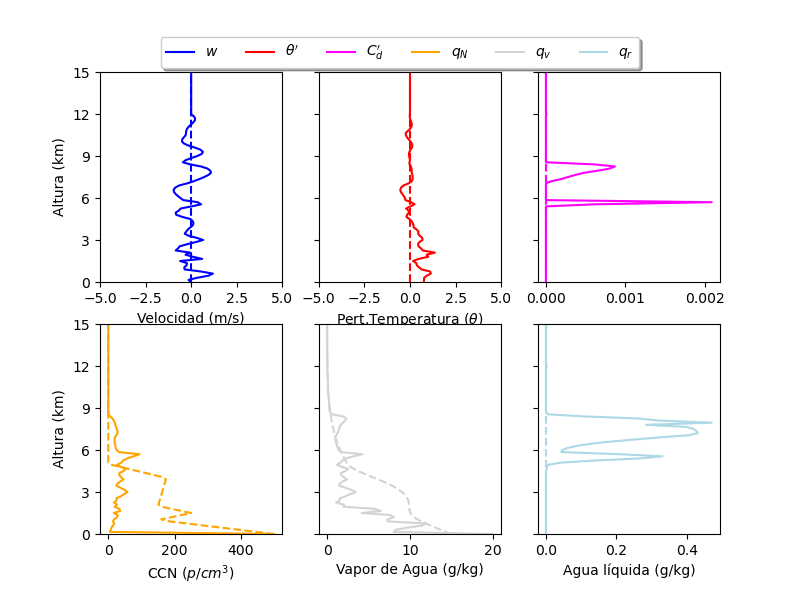 w θ′ C′d qN qv qr
15
12
9
6
3
0
Altura (km)
−5.0 −2.5 0.0 2.5 5.0
Velocidad (m/s)
−5.0 −2.5 0.0 2.5 5.0
Pert.Temperatura (θ)
0.000 0.001 0.002
15
12
9
6
3
0
Altura (km)
0 200 400
CCN (p/cm³)
0 10 20
Vapor de Agua (g/kg)
0.0 0.2 0.4
Agua líquida (g/kg)